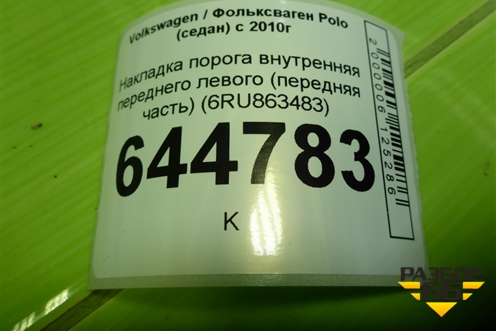 Volkswagen / Фольксваген Polo
(седан) с 2010г
Накладка порога внутренняя
переднего левого (передняя
часть) (6RU863483)
644783
К
2000006125286
РАЗБОР